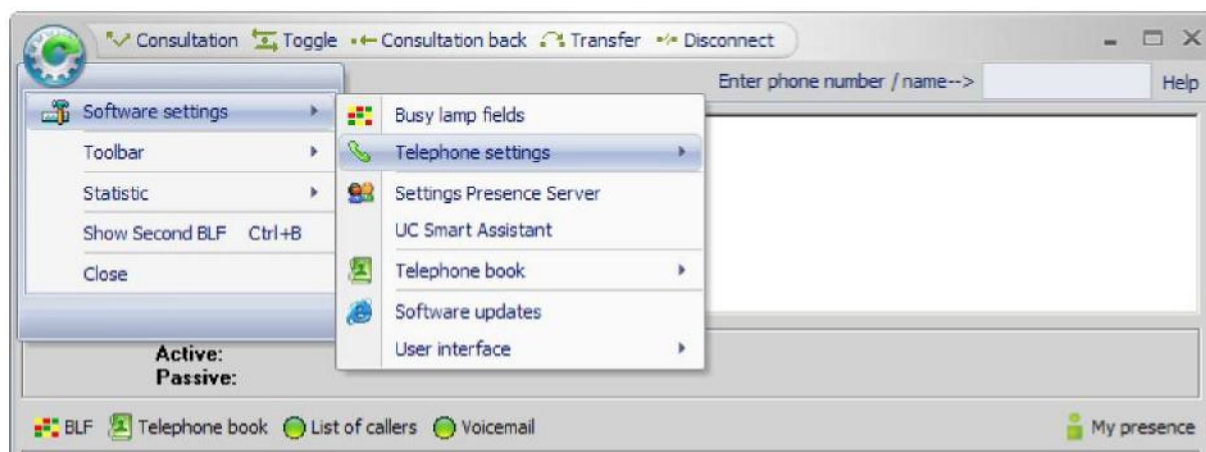 Consultation Toggle Consultation back Transfer Disconnect
Enter phone number / name--> Help
Software settings
Toolbar
Statistic
Show Second BLF Ctrl+B
Close
Busy lamp fields
Telephone settings
Settings Presence Server
UC Smart Assistant
Telephone book
Software updates
User interface
Active:
Passive:
BLF Telephone book List of callers Voicemail My presence